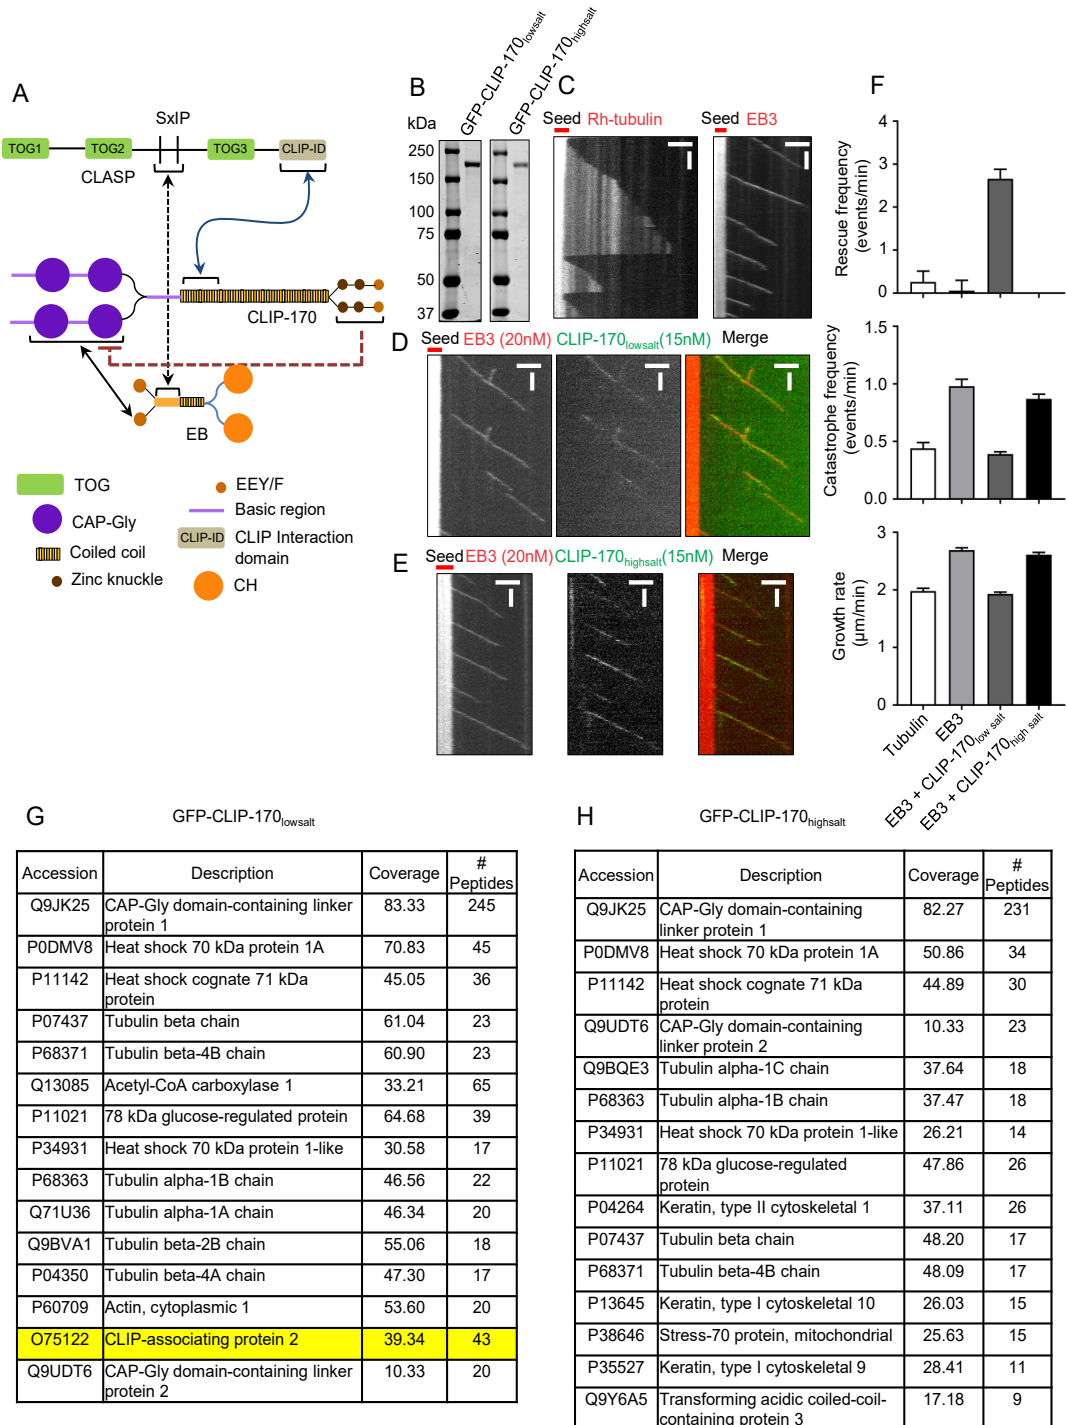 A
SxIP
TOG1
TOG2
TOG3
CLIP-ID
CLASP
CLIP-170
EB
TOG
CAP-Gly
Coiled coil
Zinc knuckle
EEY/F
Basic region
CLIP-ID
CLIP Interaction
domain
CH
B
kDa
GFP-CLIP-170lowsalt
GFP-CLIP-170highsalt
250
150
100
75
50
37
C
Seed Rh-tubulin
Seed EB3
D
Seed EB3 (20nM) CLIP-170lowsalt(15nM) Merge
E
Seed EB3 (20nM) CLIP-170highsalt(15nM) Merge
F
Rescue frequency
(events/min)
4
3
2
1
0
Catastrophe frequency
(events/min)
1.5
1.0
0.5
0.0
Growth rate
(µm/min)
3
2
1
0
Tubulin
EB3
EB3 + CLIP-170low salt
EB3 + CLIP-170high salt
G
GFP-CLIP-170lowsalt
Accession Description Coverage # Peptides
Q9JK25 CAP-Gly domain-containing linker 83.33 245
protein 1
P0DMV8 Heat shock 70 kDa protein 1A 70.83 45
P11142 Heat shock cognate 71 kDa 45.05 36
protein
P07437 Tubulin beta chain 61.04 23
P68371 Tubulin beta-4B chain 60.90 23
Q13085 Acetyl-CoA carboxylase 1 33.21 65
P11021 78 kDa glucose-regulated protein 64.68 39
P34931 Heat shock 70 kDa protein 1-like 30.58 17
P68363 Tubulin alpha-1B chain 46.56 22
Q71U36 Tubulin alpha-1A chain 46.34 20
Q9BVA1 Tubulin beta-2B chain 55.06 18
P04350 Tubulin beta-4A chain 47.30 17
P60709 Actin, cytoplasmic 1 53.60 20
O75122 CLIP-associating protein 2 39.34 43
Q9UDT6 CAP-Gly domain-containing linker 10.33 20
protein 2
H
GFP-CLIP-170highsalt
Accession Description Coverage # Peptides
Q9JK25 CAP-Gly domain-containing 82.27 231
linker protein 1
P0DMV8 Heat shock 70 kDa protein 1A 50.86 34
P11142 Heat shock cognate 71 kDa 44.89 30
protein
Q9UDT6 CAP-Gly domain-containing 10.33 23
linker protein 2
Q9BQE3 Tubulin alpha-1C chain 37.64 18
P68363 Tubulin alpha-1B chain 37.47 18
P34931 Heat shock 70 kDa protein 1-like 26.21 14
P11021 78 kDa glucose-regulated 47.86 26
protein
P04264 Keratin, type II cytoskeletal 1 37.11 26
P07437 Tubulin beta chain 48.20 17
P68371 Tubulin beta-4B chain 48.09 17
P13645 Keratin, type I cytoskeletal 10 26.03 15
P38646 Stress-70 protein, mitochondrial 25.63 15
P35527 Keratin, type I cytoskeletal 9 28.41 11
Q9Y6A5 Transforming acidic coiled-coil- 17.18 9
containing protein 3